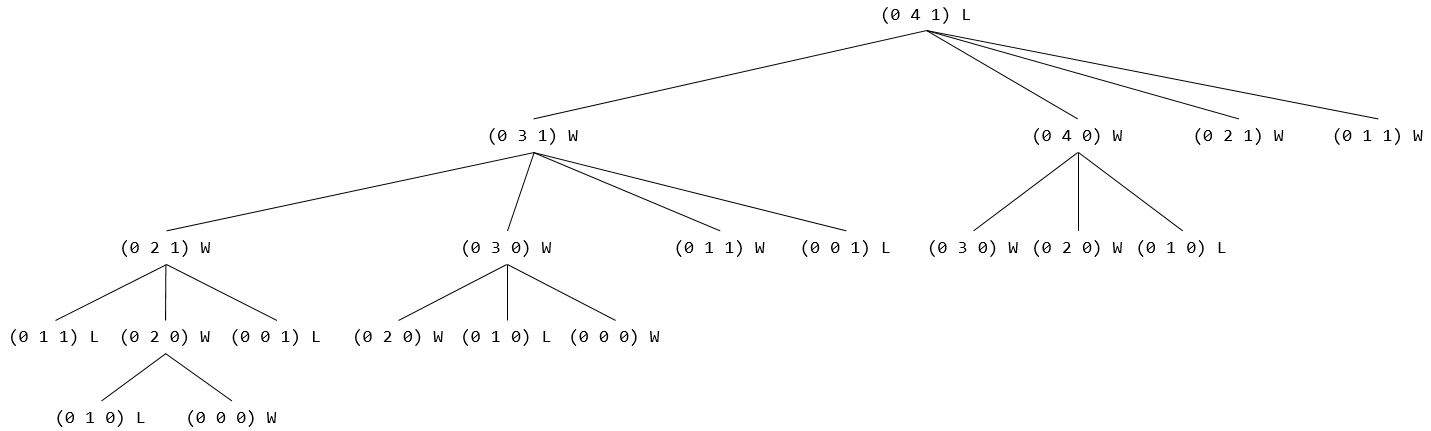 (0 4 1) L
(0 3 1) W (0 4 0) W (0 2 1) W (0 1 1) W
(0 2 1) W (0 3 0) W (0 1 1) W (0 0 1) L (0 3 0) W (0 2 0) W (0 1 0) L
(0 1 1) L (0 2 0) W (0 0 1) L (0 2 0) W (0 1 0) L (0 0 0) W
(0 1 0) L (0 0 0) W